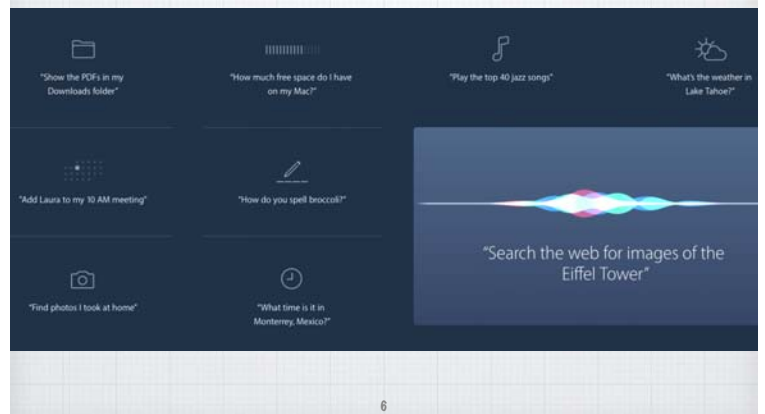 "Show the PDFs in my
Downloads folder"
"How much free space do I have
on my Mac?"
"Play the top 40 jazz songs"
"What's the weather in
Lake Tahoe?"
"Add Laura to my 10 AM meeting"
"How do you spell broccoli?"
"Search the web for images of the
Eiffel Tower"
"Find photos I took at home"
"What time is it in
Monterrey, Mexico?"
6